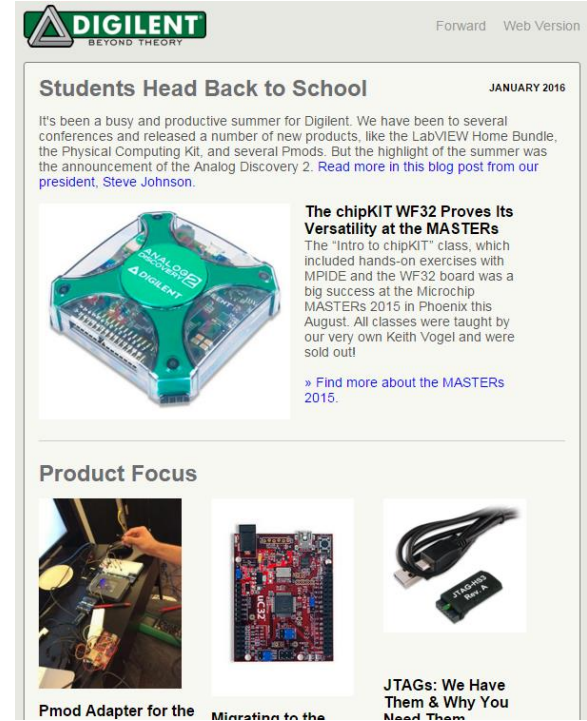 DIGILENT
BEYOND THEORY
Forward Web Version
Students Head Back to School
JANUARY 2016
It's been a busy and productive summer for Digilent. We have been to several
conferences and released a number of new products, like the LabVIEW Home Bundle,
the Physical Computing Kit, and several Pmods. But the highlight of the summer was
the announcement of the Analog Discovery 2. Read more in this blog post from our
president, Steve Johnson.
ANALOG
DISCOVERY 2
DIGILENT
The chipKIT WF32 Proves Its
Versatility at the MASTERs
The “Intro to chipKIT” class, which
included hands-on exercises with
MPIDE and the WF32 board was a
big success at the Microchip
MASTERs 2015 in Phoenix this
August. All classes were taught by
our very own Keith Vogel and were
sold out!
» Find more about the MASTERs
2015.
Product Focus
uC32
JTAG-HS3
Rev. A
Pmod Adapter for the
Migrating to the
JTAGs: We Have
Them & Why You
Need Them